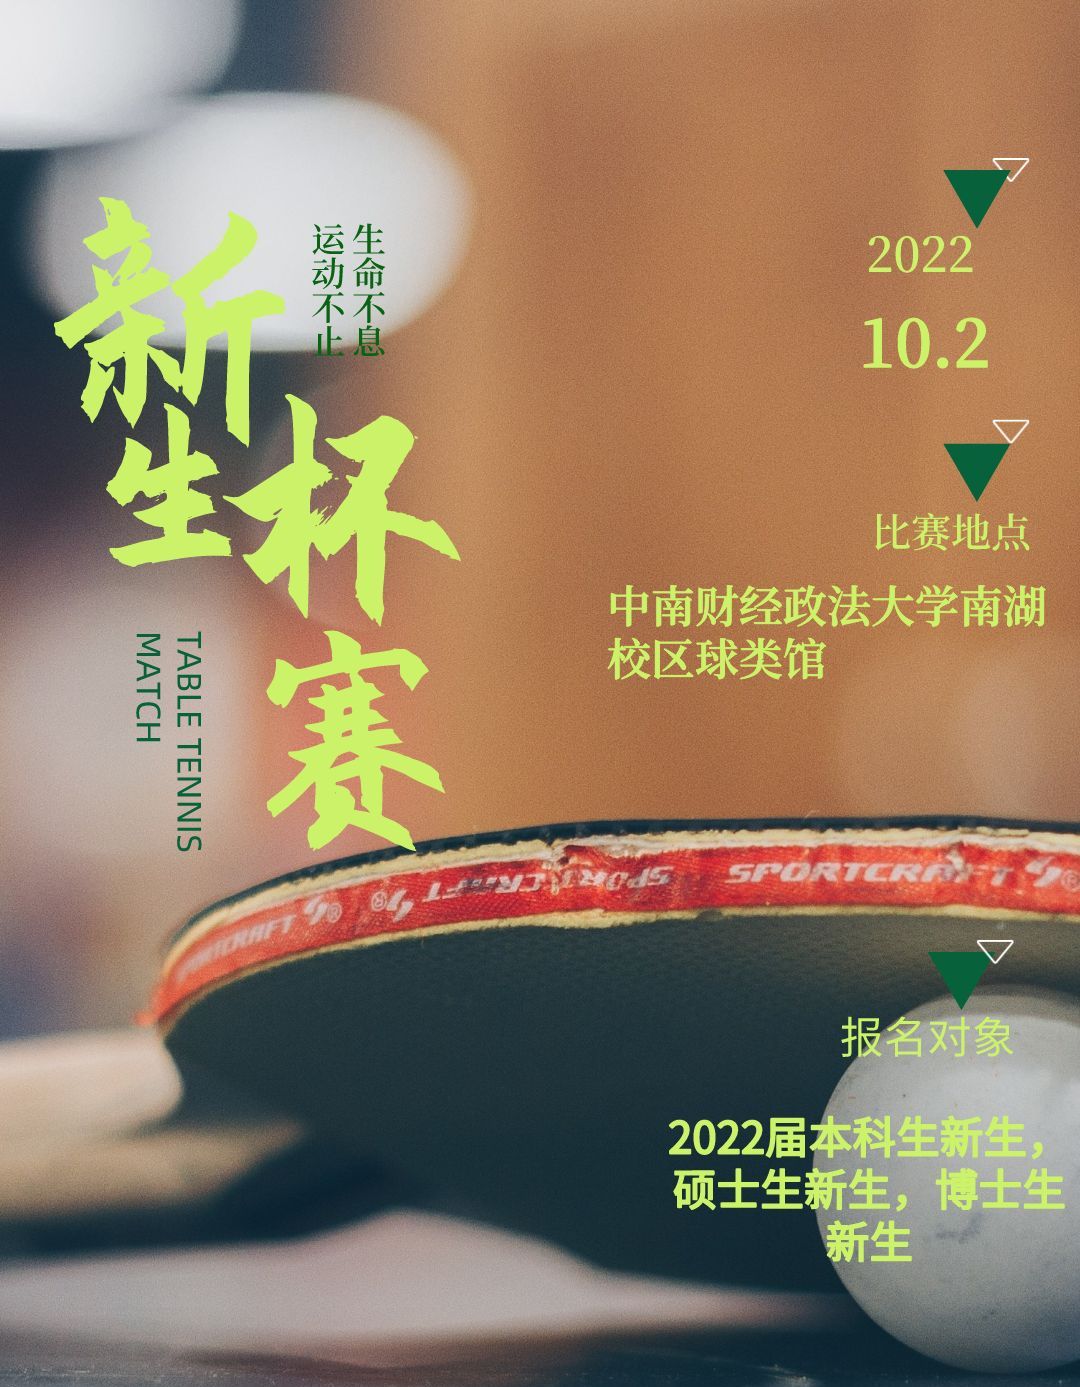 新生杯赛
生命不息
运动不止
TABLE TENNIS
MATCH
2022
10.2
比赛地点
中南财经政法大学南湖
校区球类馆
SPORTCRAFT
SPORTCRAFT
SPORTCRAFT
报名对象
2022届本科生新生，
硕士生新生，博士生
新生